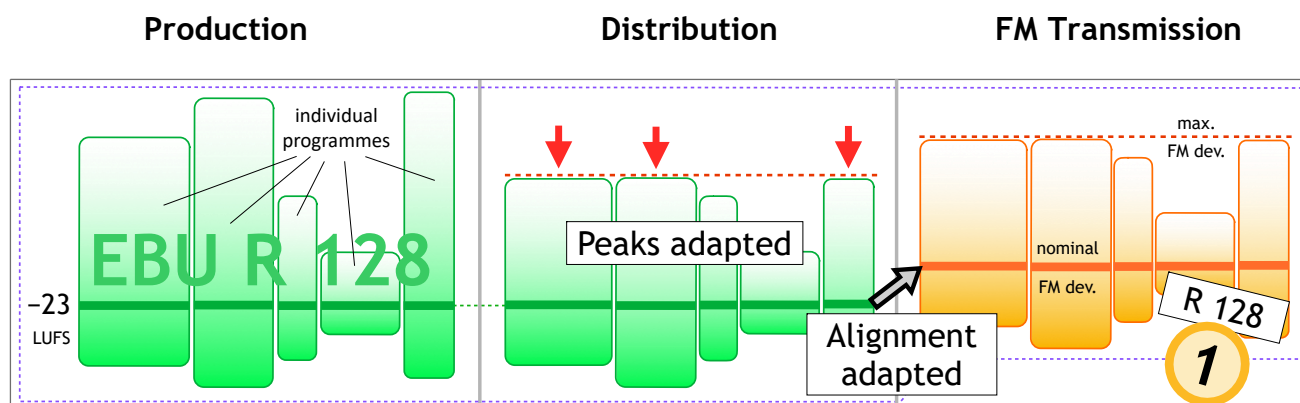 Production
Distribution
FM Transmission
individual
programmes
EBU R 128
−23
LUFS
Peaks adapted
Alignment
adapted
max.
FM dev.
nominal
FM dev.
R 128
1